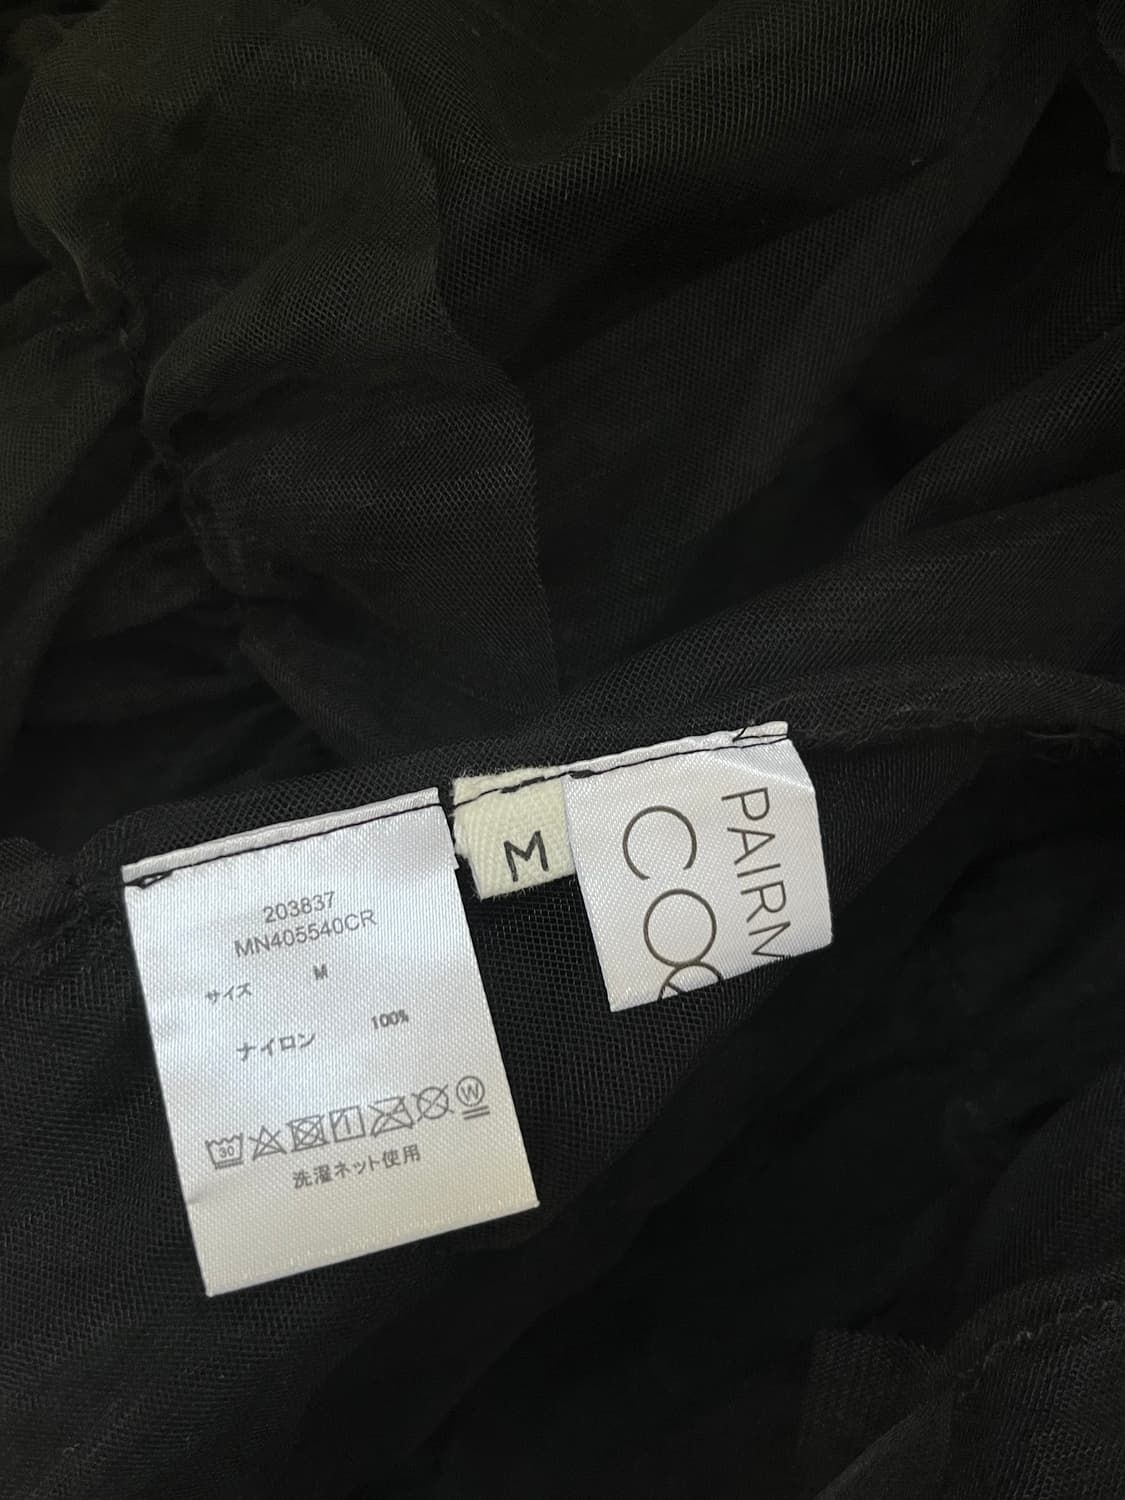 203837
MN405540CR
サイズ M
ナイロン 100%
30
W
洗濯ネット使用
M
PAIRM
CO